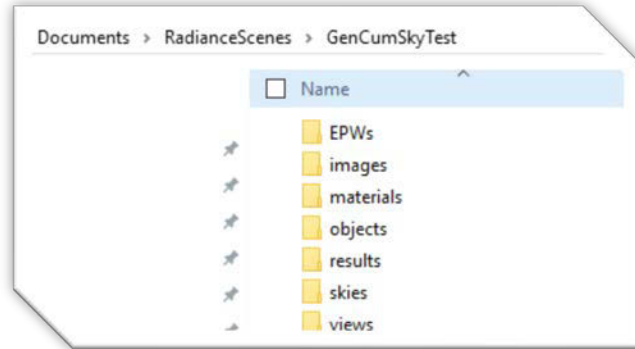 Documents > RadianceScenes > GenCumSkyTest
Name
EPWs
images
materials
objects
results
skies
views